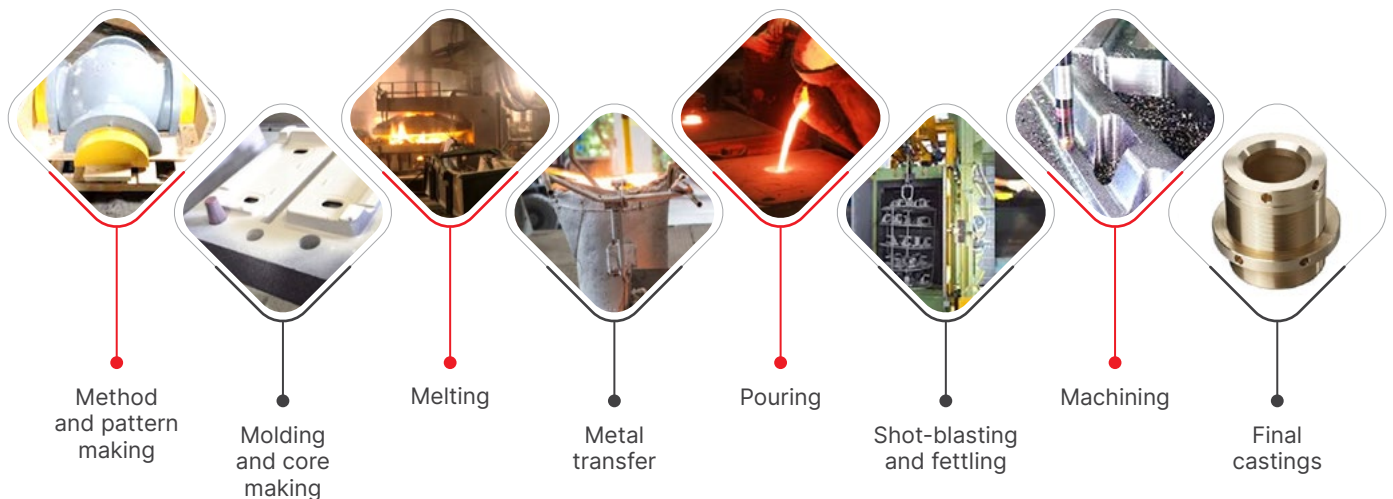 Method
and pattern
making
Molding
and core
making
Melting
Metal
transfer
Pouring
Shot-blasting
and fettling
Machining
Final
castings